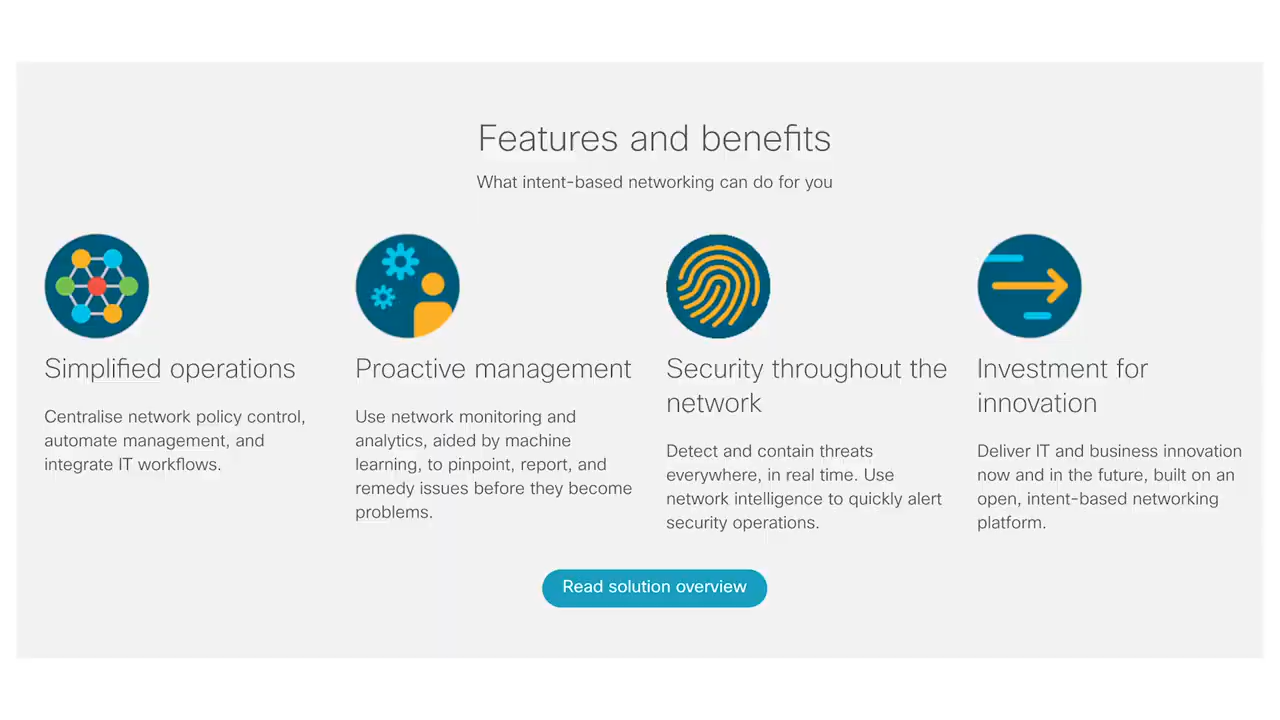 Features and benefits
What intent-based networking can do for you
Simplified operations
Centralise network policy control,
automate management, and
integrate IT workflows.
Proactive management
Use network monitoring and
analytics, aided by machine
learning, to pinpoint, report, and
remedy issues before they become
problems.
Security throughout the
network
Detect and contain threats
everywhere, in real time. Use
network intelligence to quickly alert
security operations.
Investment for
innovation
Deliver IT and business innovation
now and in the future, built on an
open, intent-based networking
platform.
Read solution overview